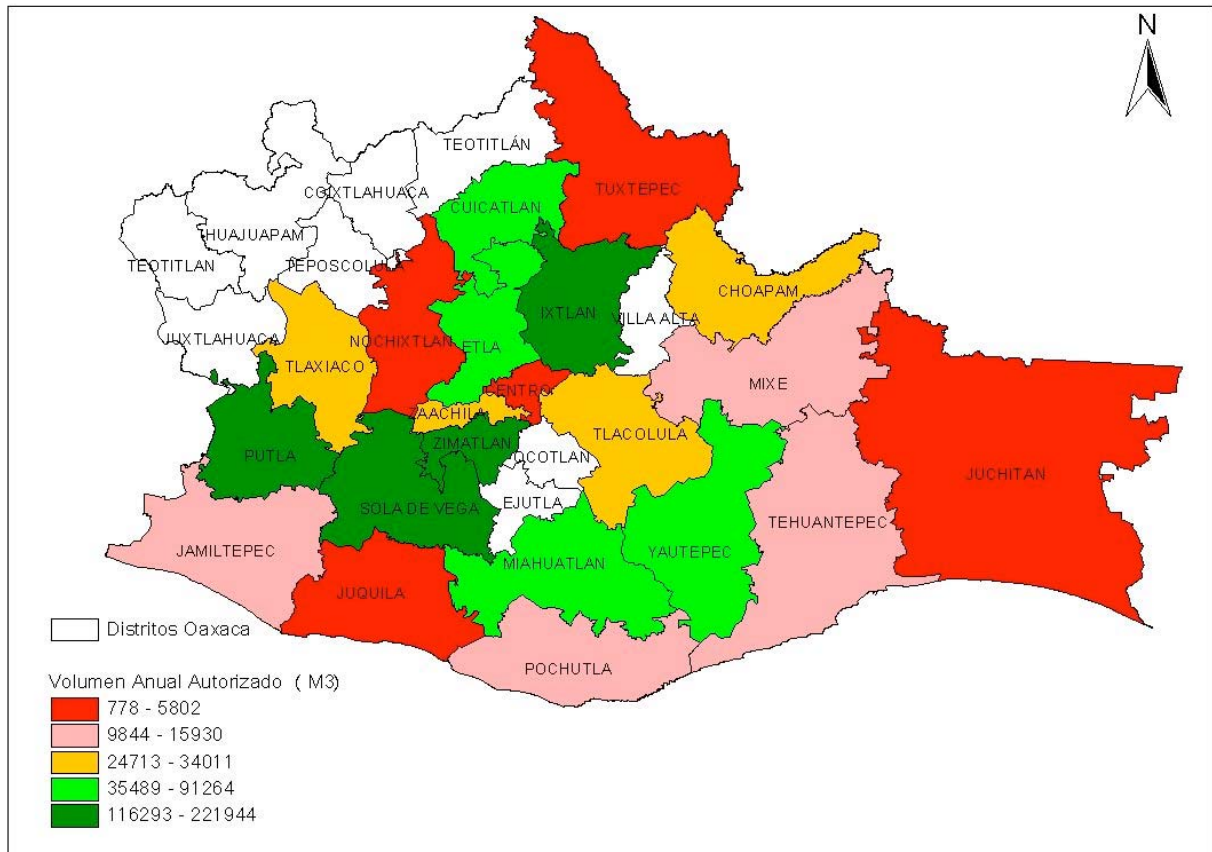 N
TEOTITLÁN
TUXTEPEC
COIXTLAHUACA
CUICATLAN
HUAJUAPAM
TEOTITLAN
TEPOSCOLULA
CHOAPAM
IXTLAN
VILLA ALTA
JUXTLAHUACA
NOCHIXTLAN
ETLA
TLAXIACO
MIXE
CENTRO
ZAACHILA
TLACOLULA
ZIMATLAN
PUTLA
OCOTLAN
JUCHITAN
EJUTLA
SOLA DE VEGA
TEHUANTEPEC
JAMILTEPEC
YAUTEPEC
MIAHUATLAN
JUQUILA
POCHUTLA
Distritos Oaxaca
Volumen Anual Autorizado ( M3)
778 - 5802
9844 - 15930
24713 - 34011
35489 - 91264
116293 - 221944